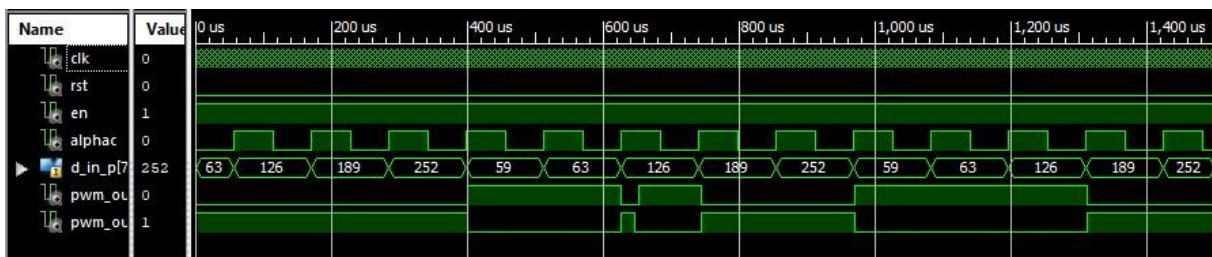 Name Value 0 us 200 us 400 us 600 us 800 us 1,000 us 1,200 us 1,400 us
clk 0
rst 0
en 1
alphac 0
d_in_p[7 252 63 126 189 252 59 63 126 189 252 59 63 126 189 252
pwm_ou 0
pwm_ou 1